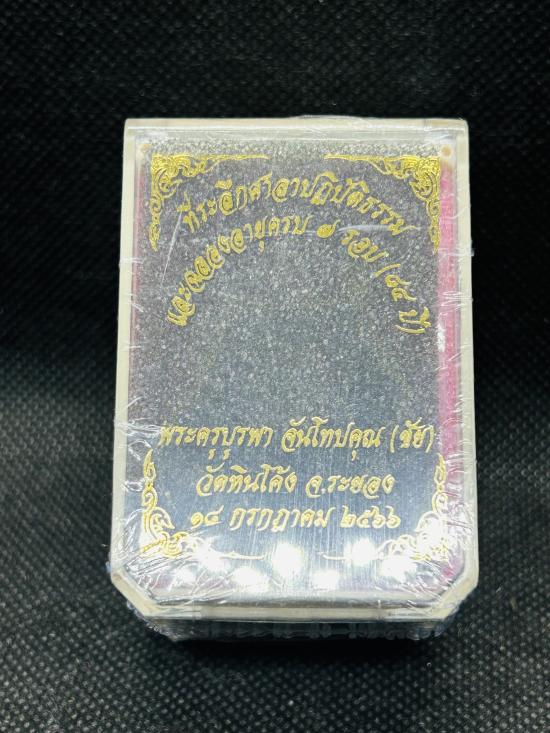 ที่ระฤกศาลาปฏิบัติธรรม
และฉลองอายุครบ ๗ รอบ (๘๔ ปี)
พระครูบูรพา จันโทปคุณ (ชัย)
วัดหินโค้ง จ.ระยอง
๑๔ กรกฎาคม ๒๕๖๖